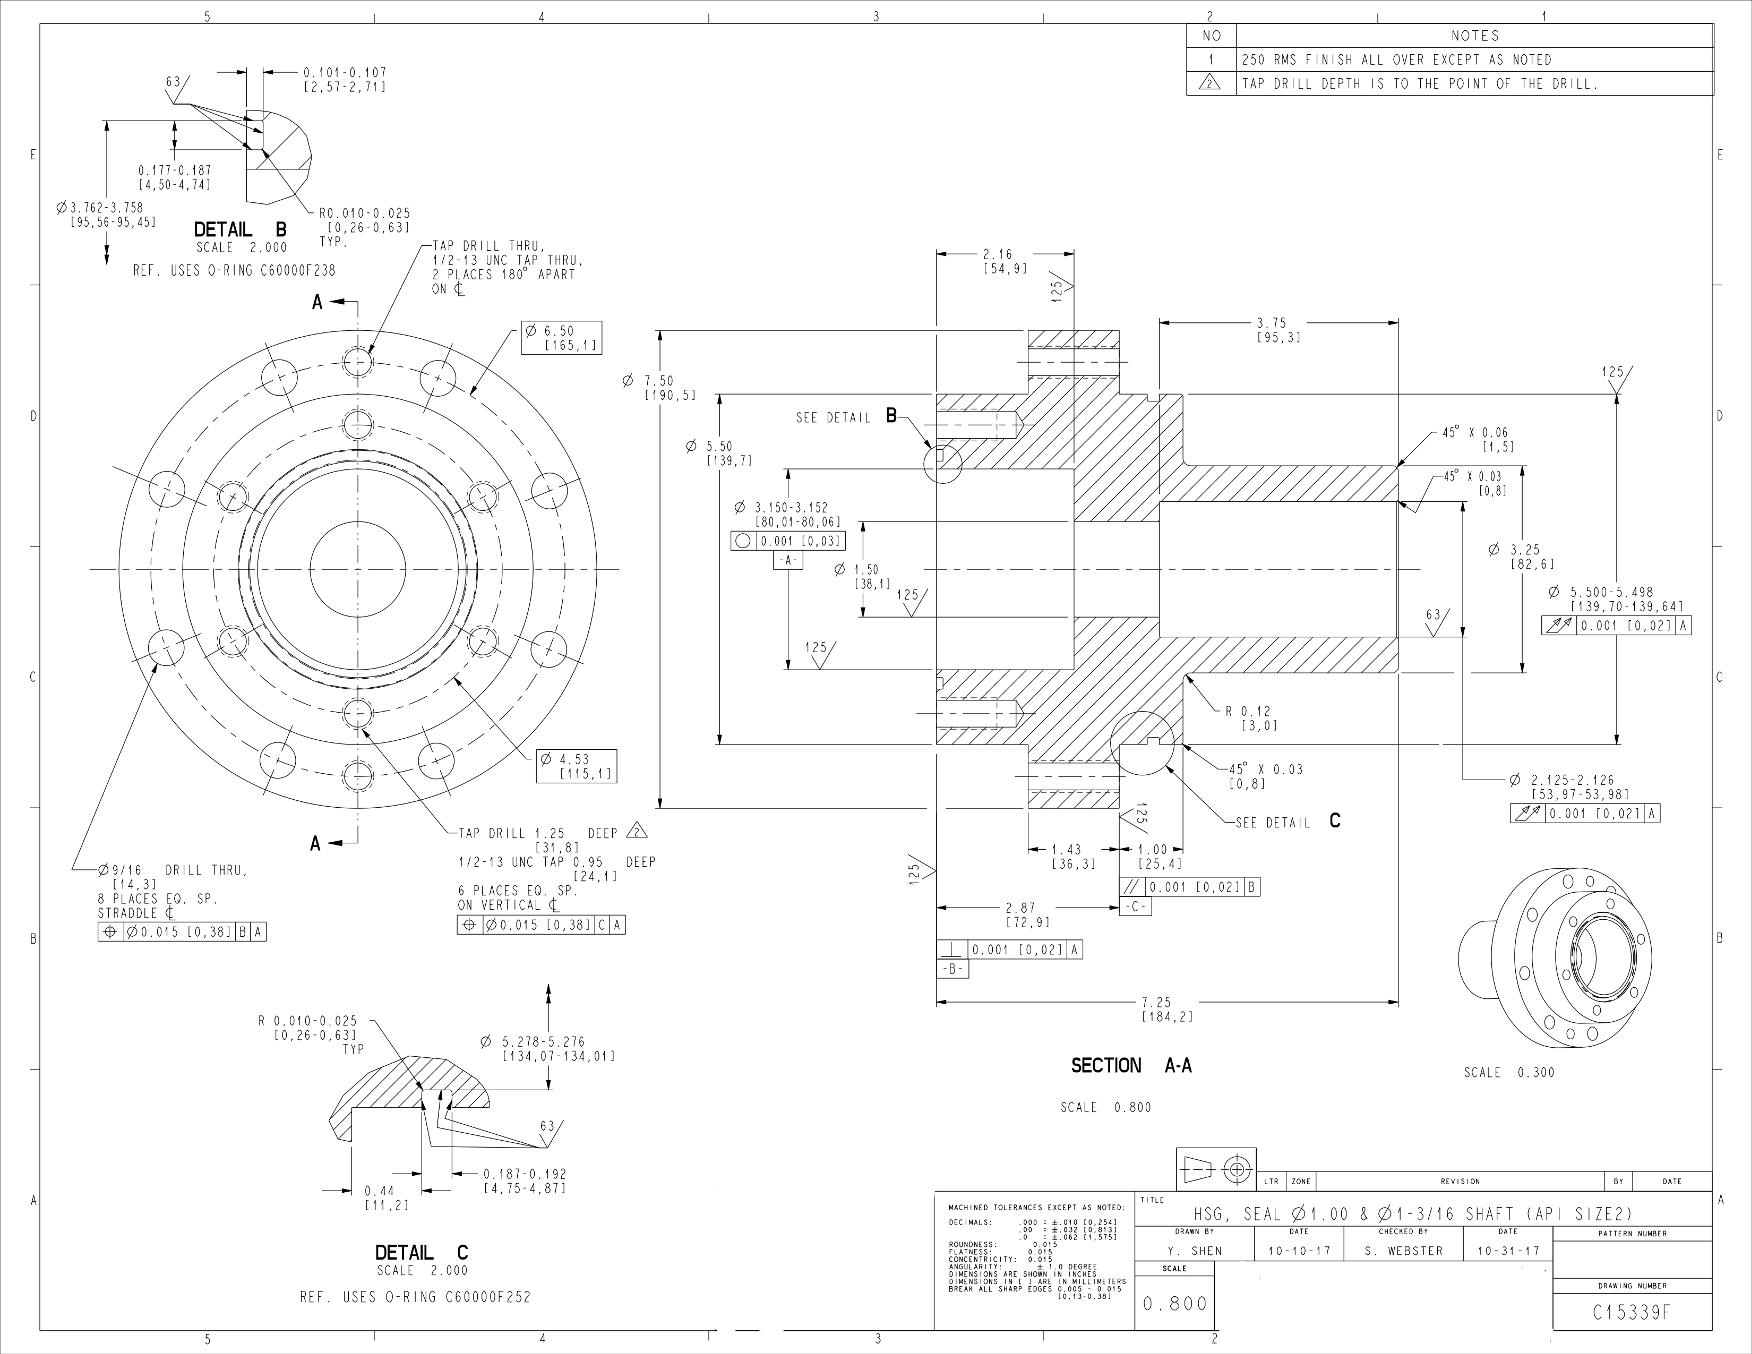 5
4
3
2
1
NO NOTES
1 250 RMS FINISH ALL OVER EXCEPT AS NOTED
2 TAP DRILL DEPTH IS TO THE POINT OF THE DRILL.
E
E
D
D
C
C
B
B
A
A
63
0.101-0.107
[2,57-2,71]
0.177-0.187
[4,50-4,74]
Ø3.762-3.758
[95,56-95,45]
R0.010-0.025
[0,26-0,63]
TYP.
DETAIL B
SCALE 2.000
REF. USES O-RING C60000F238
TAP DRILL THRU,
1/2-13 UNC TAP THRU,
2 PLACES 180° APART
ON ℄
A
Ø 6.50
[165,1]
Ø 4.53
[115,1]
A
TAP DRILL 1.25 DEEP 2
[31,8]
1/2-13 UNC TAP 0.95 DEEP
[24,1]
6 PLACES EQ. SP.
ON VERTICAL ℄
⌖ Ø0.015 [0,38] C A
Ø9/16 DRILL THRU,
[14,3]
8 PLACES EQ. SP.
STRADDLE ℄
⌖ Ø0.015 [0,38] B A
2.16
[54,9]
125
3.75
[95,3]
125
Ø 7.50
[190,5]
SEE DETAIL B
Ø 5.50
[139,7]
45° X 0.06
[1,5]
45° X 0.03
[0,8]
Ø 3.150-3.152
[80,01-80,06]
○ 0.001 [0,03]
-A-
Ø 1.50
[38,1]
125
125
Ø 3.25
[82,6]
Ø 5.500-5.498
[139,70-139,64]
0.001 [0,02] A
63
R 0.12
[3,0]
45° X 0.03
[0,8]
Ø 2.125-2.126
[53,97-53,98]
0.001 [0,02] A
SEE DETAIL C
125
125
1.43
[36,3]
1.00
[25,4]
// 0.001 [0,02] B
-C-
2.87
[72,9]
⊥ 0.001 [0,02] A
-B-
7.25
[184,2]
SECTION A-A
SCALE 0.800
SCALE 0.300
R 0.010-0.025
[0,26-0,63]
TYP
Ø 5.278-5.276
[134,07-134,01]
63
0.187-0.192
[4,75-4,87]
0.44
[11,2]
DETAIL C
SCALE 2.000
REF. USES O-RING C60000F252
LTR ZONE REVISION BY DATE
MACHINED TOLERANCES EXCEPT AS NOTED:
DECIMALS: .000 = ±.010 [0,254]
.00 = ±.032 [0,813]
.0 = ±.062 [1,575]
ROUNDNESS: 0.015
FLATNESS: 0.015
CONCENTRICITY: 0.015
ANGULARITY: ± 1.0 DEGREE
DIMENSIONS ARE SHOWN IN INCHES
DIMENSIONS IN [ ] ARE IN MILLIMETERS
BREAK ALL SHARP EDGES 0.005 - 0.015
[0,13-0,38]
TITLE
HSG, SEAL Ø1.00 & Ø1-3/16 SHAFT (API SIZE2)
DRAWN BY DATE CHECKED BY DATE PATTERN NUMBER
Y. SHEN 10-10-17 S. WEBSTER 10-31-17
SCALE
0.800
DRAWING NUMBER
C15339F
5
4
3
2
1